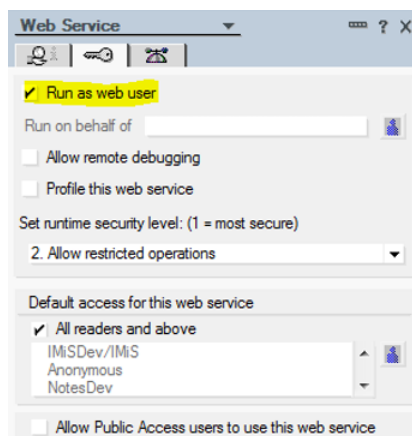 Web Service
? X
Run as web user
Run on behalf of
Allow remote debugging
Profile this web service
Set runtime security level: (1 = most secure)
2. Allow restricted operations
Default access for this web service
All readers and above
IMiSDev/IMiS
Anonymous
NotesDev
Allow Public Access users to use this web service